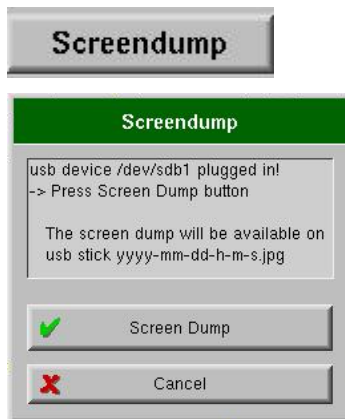 Screendump
Screendump
usb device /dev/sdb1 plugged in!
-> Press Screen Dump button
The screen dump will be available on
usb stick yyyy-mm-dd-h-m-s.jpg
Screen Dump
Cancel